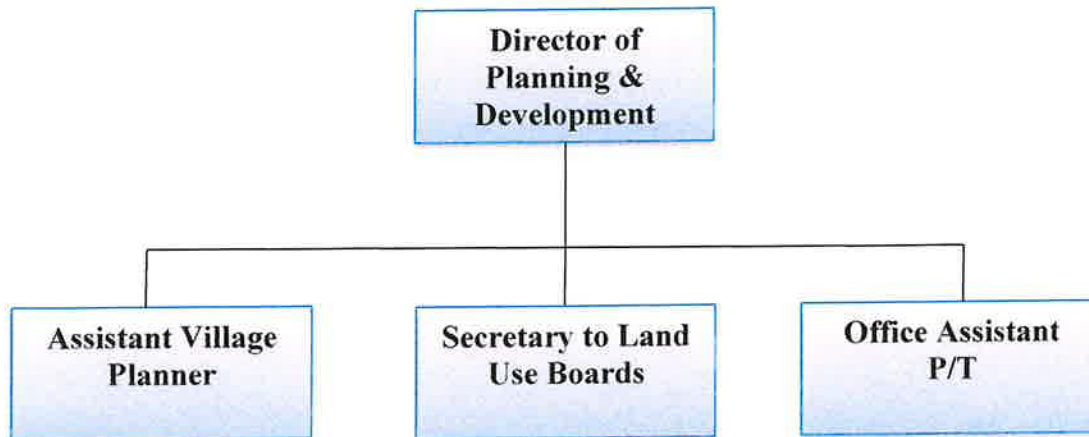 Director of
Planning &
Development
Assistant Village
Planner
Secretary to Land
Use Boards
Office Assistant
P/T